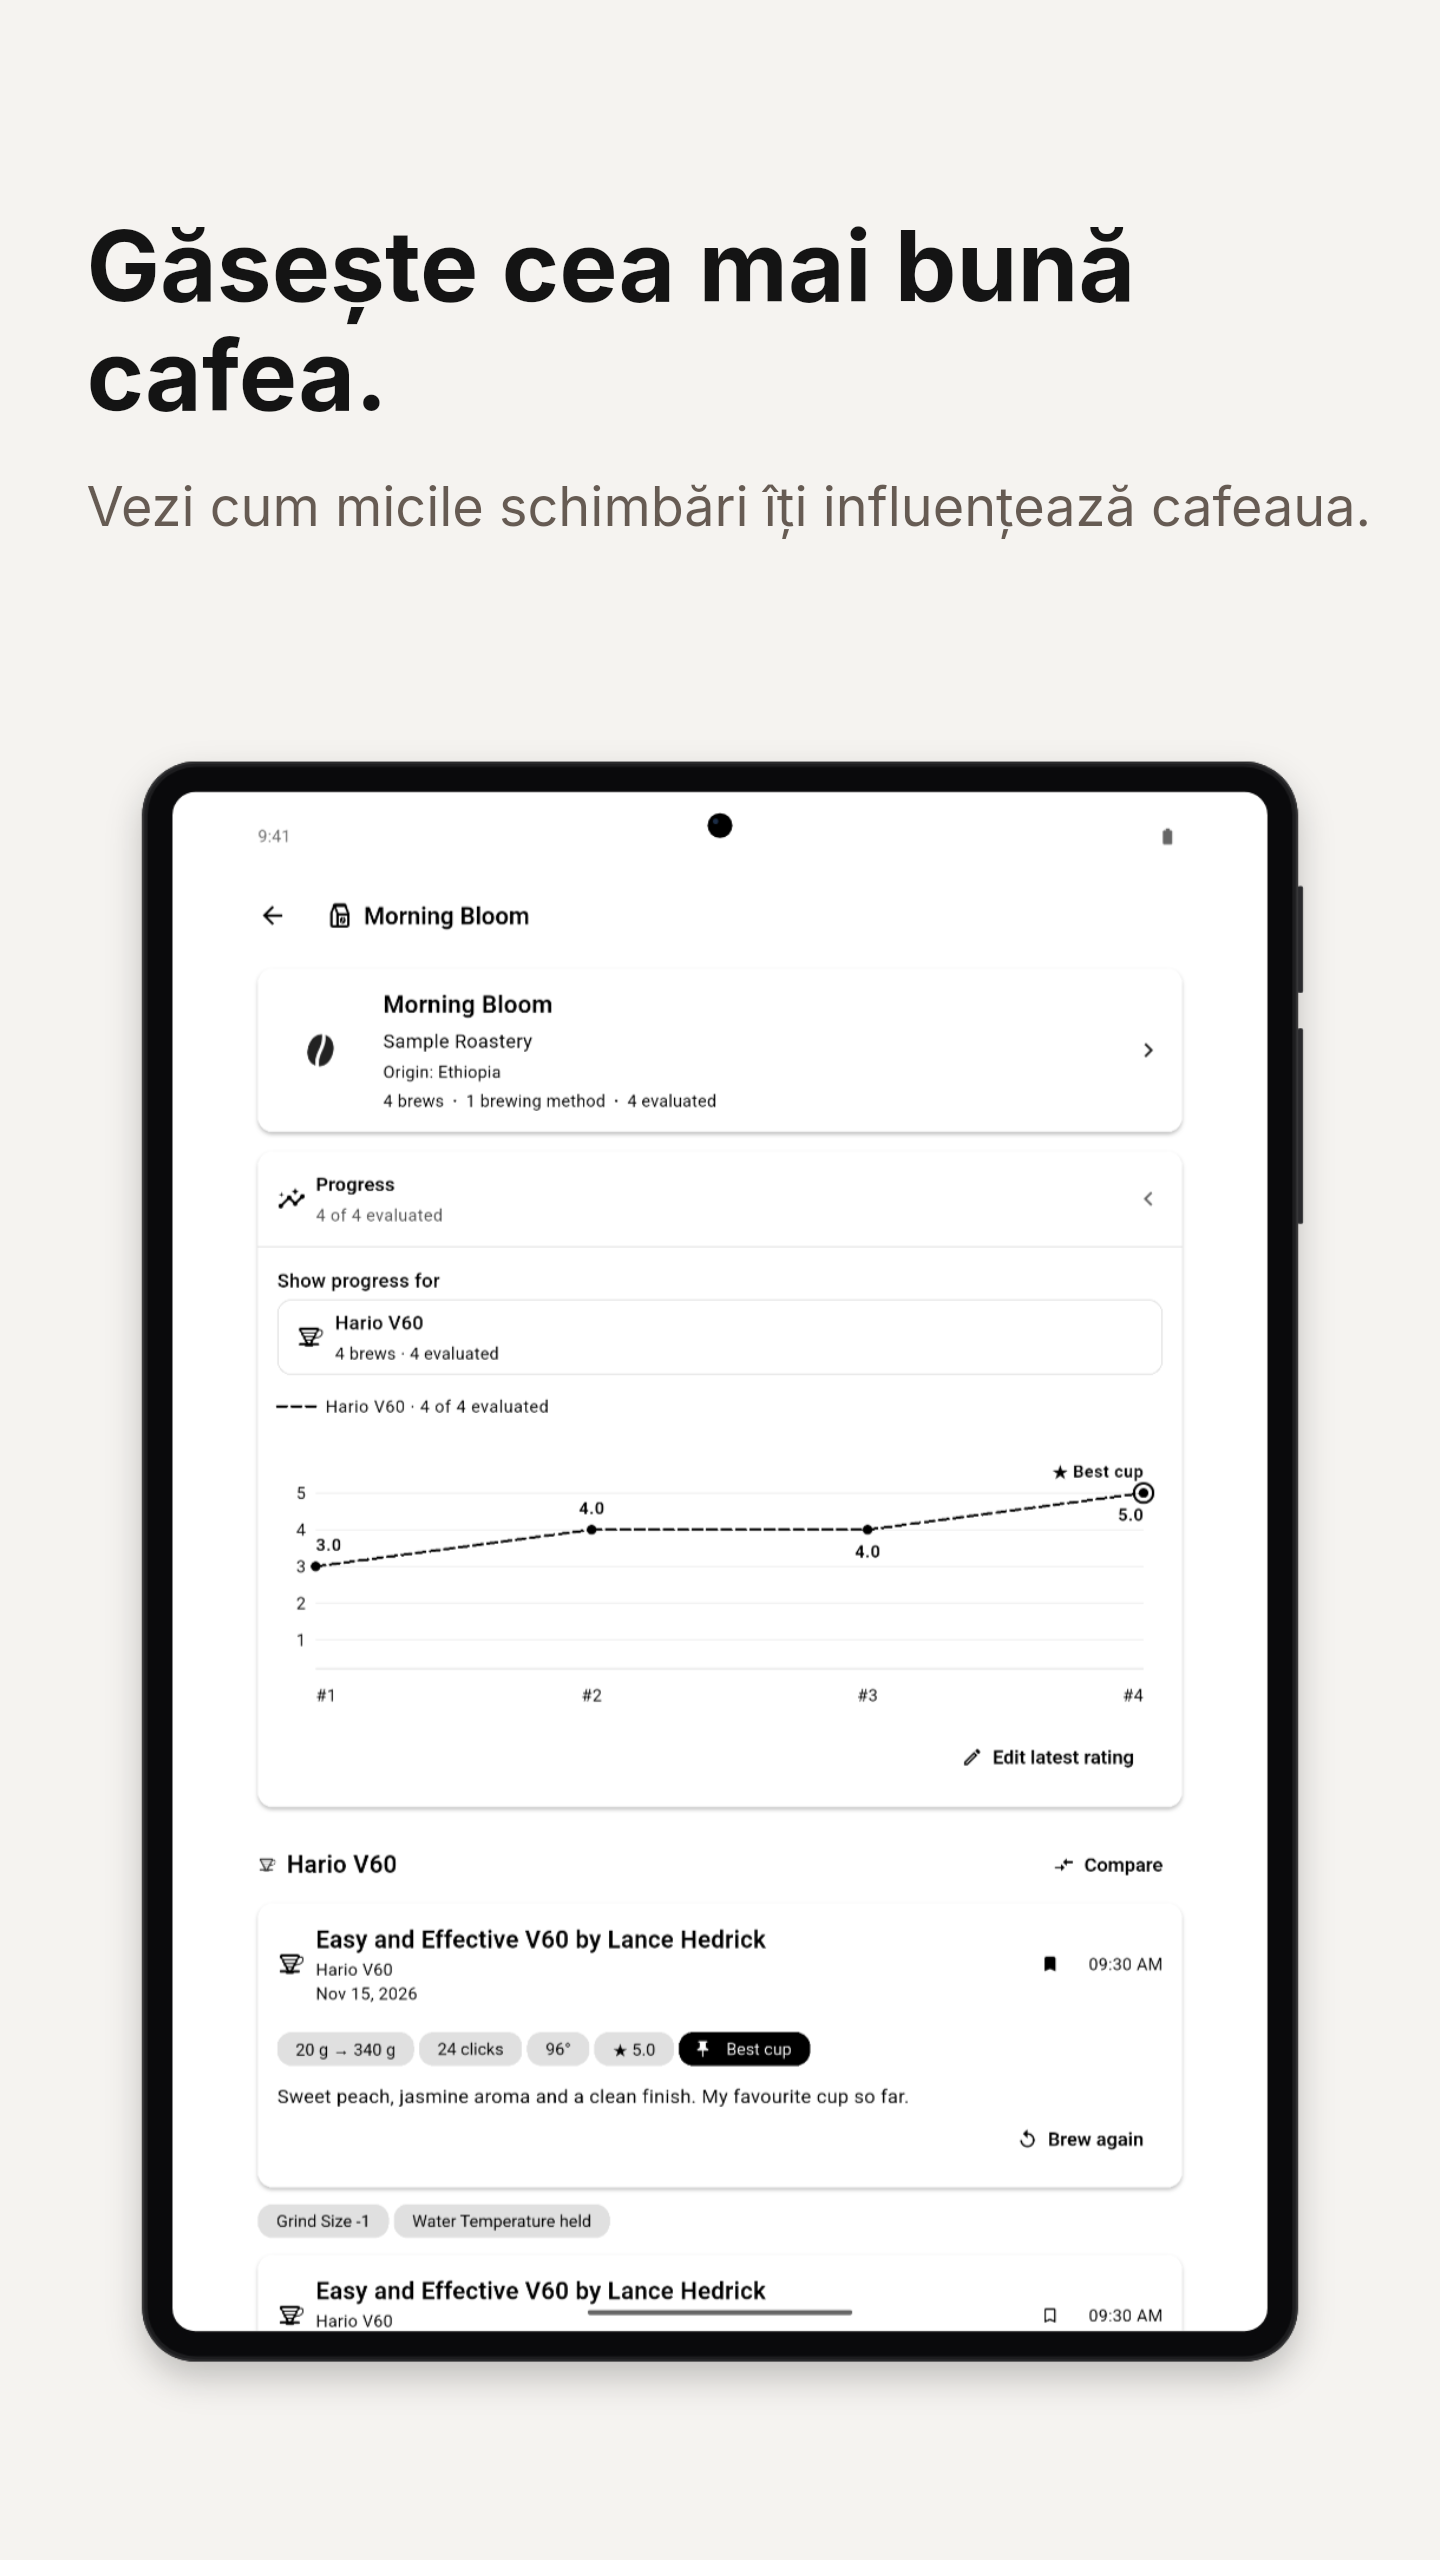 Găsește cea mai bună
cafea.
Vezi cum micile schimbări îți influențează cafeaua.
9:41
Morning Bloom
Morning Bloom
Sample Roastery
Origin: Ethiopia
4 brews · 1 brewing method · 4 evaluated
Progress
4 of 4 evaluated
Show progress for
Hario V60
4 brews · 4 evaluated
Hario V60 · 4 of 4 evaluated
★ Best cup
5
4.0
5.0
4
3.0
4.0
3
2
1
#1 #2 #3 #4
Edit latest rating
Hario V60
Compare
Easy and Effective V60 by Lance Hedrick
Hario V60
09:30 AM
Nov 15, 2026
20 g → 340 g 24 clicks 96° ★ 5.0 Best cup
Sweet peach, jasmine aroma and a clean finish. My favourite cup so far.
Brew again
Grind Size -1 Water Temperature held
Easy and Effective V60 by Lance Hedrick
Hario V60
09:30 AM